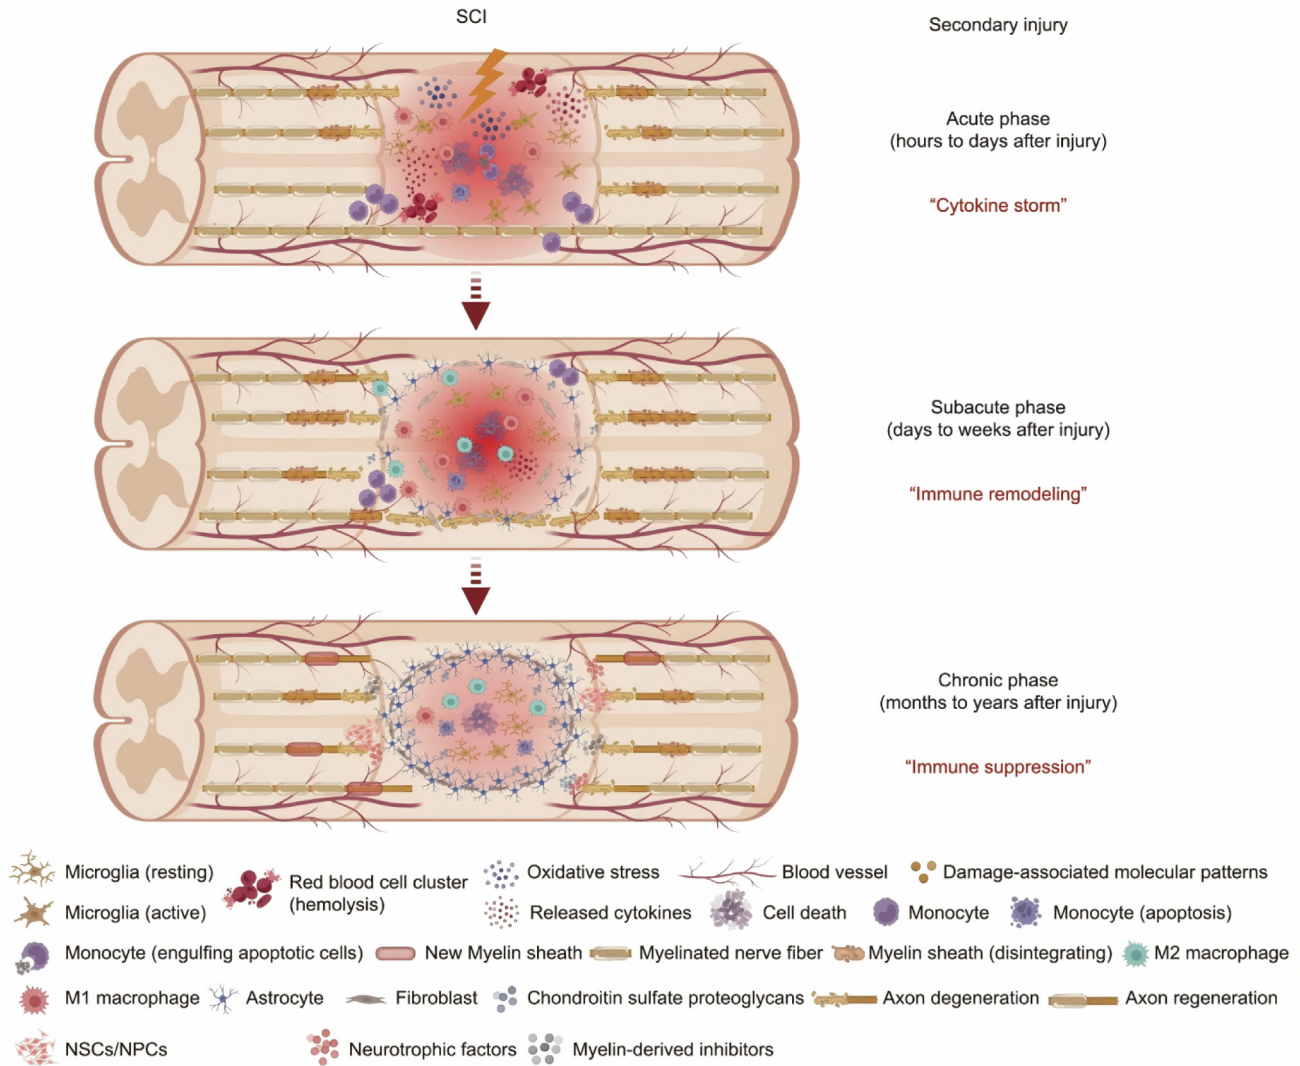 SCI
Secondary injury
Acute phase
(hours to days after injury)
“Cytokine storm”
Subacute phase
(days to weeks after injury)
“Immune remodeling”
Chronic phase
(months to years after injury)
“Immune suppression”
Microglia (resting)
Red blood cell cluster
(hemolysis)
Oxidative stress
Blood vessel
Damage-associated molecular patterns
Microglia (active)
Released cytokines
Cell death
Monocyte
Monocyte (apoptosis)
Monocyte (engulfing apoptotic cells)
New Myelin sheath
Myelinated nerve fiber
Myelin sheath (disintegrating)
M2 macrophage
M1 macrophage
Astrocyte
Fibroblast
Chondroitin sulfate proteoglycans
Axon degeneration
Axon regeneration
NSCs/NPCs
Neurotrophic factors
Myelin-derived inhibitors